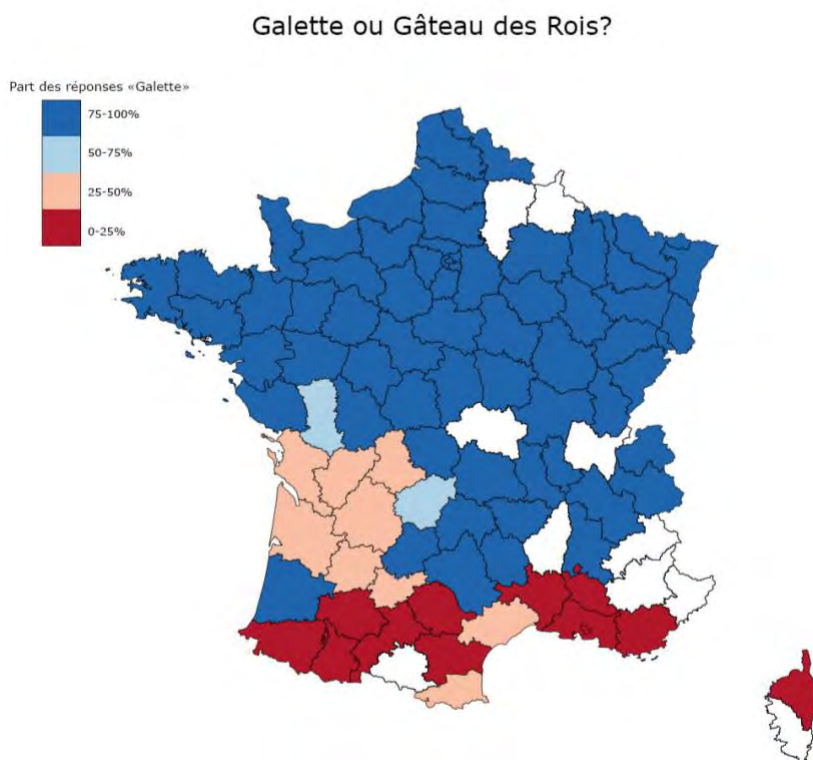 Galette ou Gâteau des Rois?
Part des réponses «Galette»
75-100%
50-75%
25-50%
0-25%